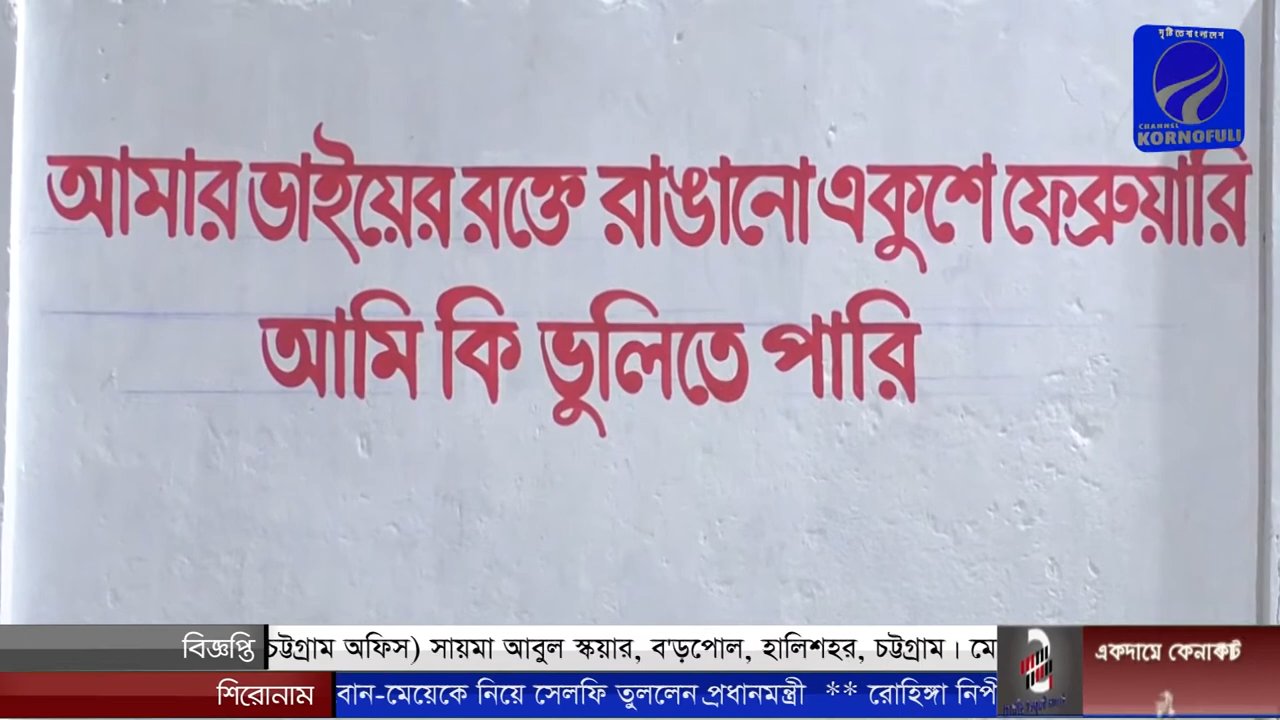 দৃষ্টিতে বাংলাদেশ
CHANNEL
KORNOFULI
আমার ভাইয়ের রক্তে রাঙানো একুশে ফেব্রুয়ারি
আমি কি ভুলিতে পারি
বিজ্ঞপ্তি চট্টগ্রাম অফিস) সায়মা আবুল স্কয়ার, ব'ড়পোল, হালিশহর, চট্টগ্রাম। মে
একদামে কেনাকাট
শিরোনাম বান-মেয়েকে নিয়ে সেলফি তুললেন প্রধানমন্ত্রী ** রোহিঙ্গা নিপী